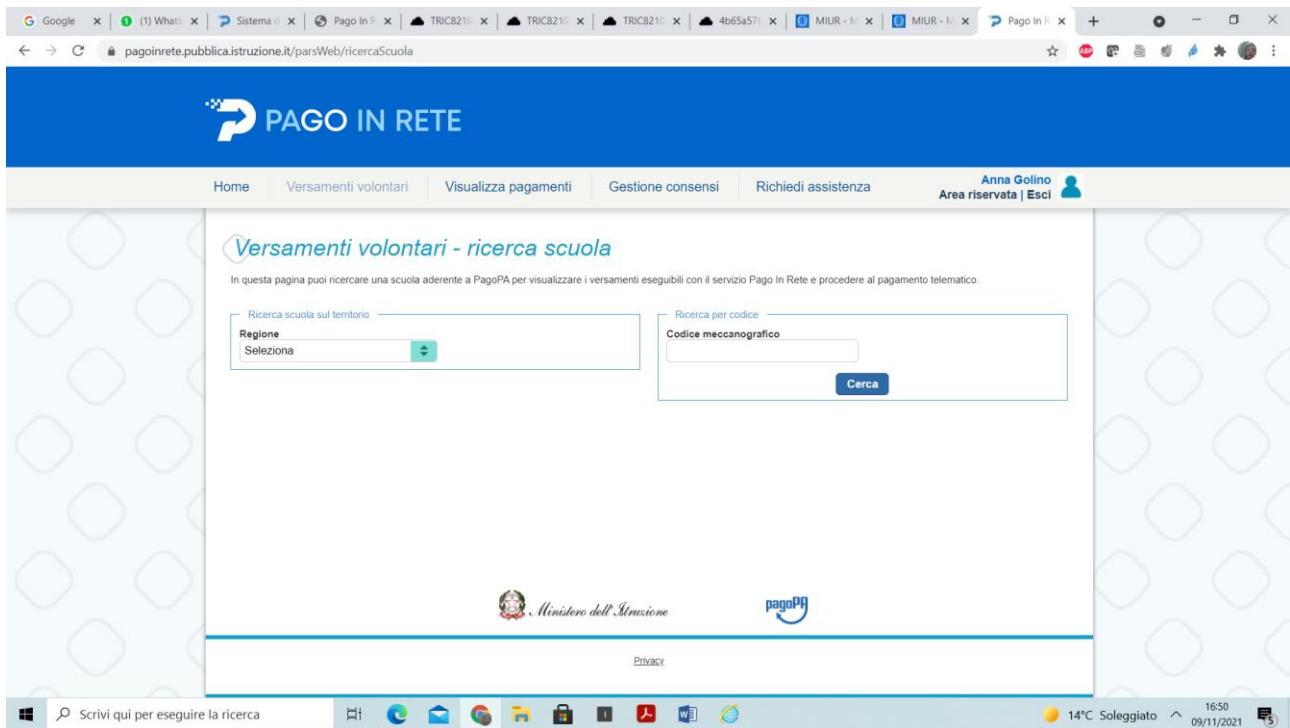 Google
(1) Whats
Sistema d
Pago In R
TRIC8210
TRIC8210
TRIC8210
4b65a57
MIUR - M
MIUR - M
Pago In R
pagoinrete.pubblica.istruzione.it/parsWeb/ricercaScuola
ABP
PAGO IN RETE
Home Versamenti volontari Visualizza pagamenti Gestione consensi Richiedi assistenza
Anna Golino
Area riservata | Esci
Versamenti volontari - ricerca scuola
In questa pagina puoi ricercare una scuola aderente a PagoPA per visualizzare i versamenti eseguibili con il servizio Pago In Rete e procedere al pagamento telematico.
Ricerca scuola sul territorio
Regione
Seleziona
Ricerca per codice
Codice meccanografico
Cerca
Ministero dell'Istruzione
pagoPA
Privacy
Scrivi qui per eseguire la ricerca
14°C Soleggiato
16:50
09/11/2021
5